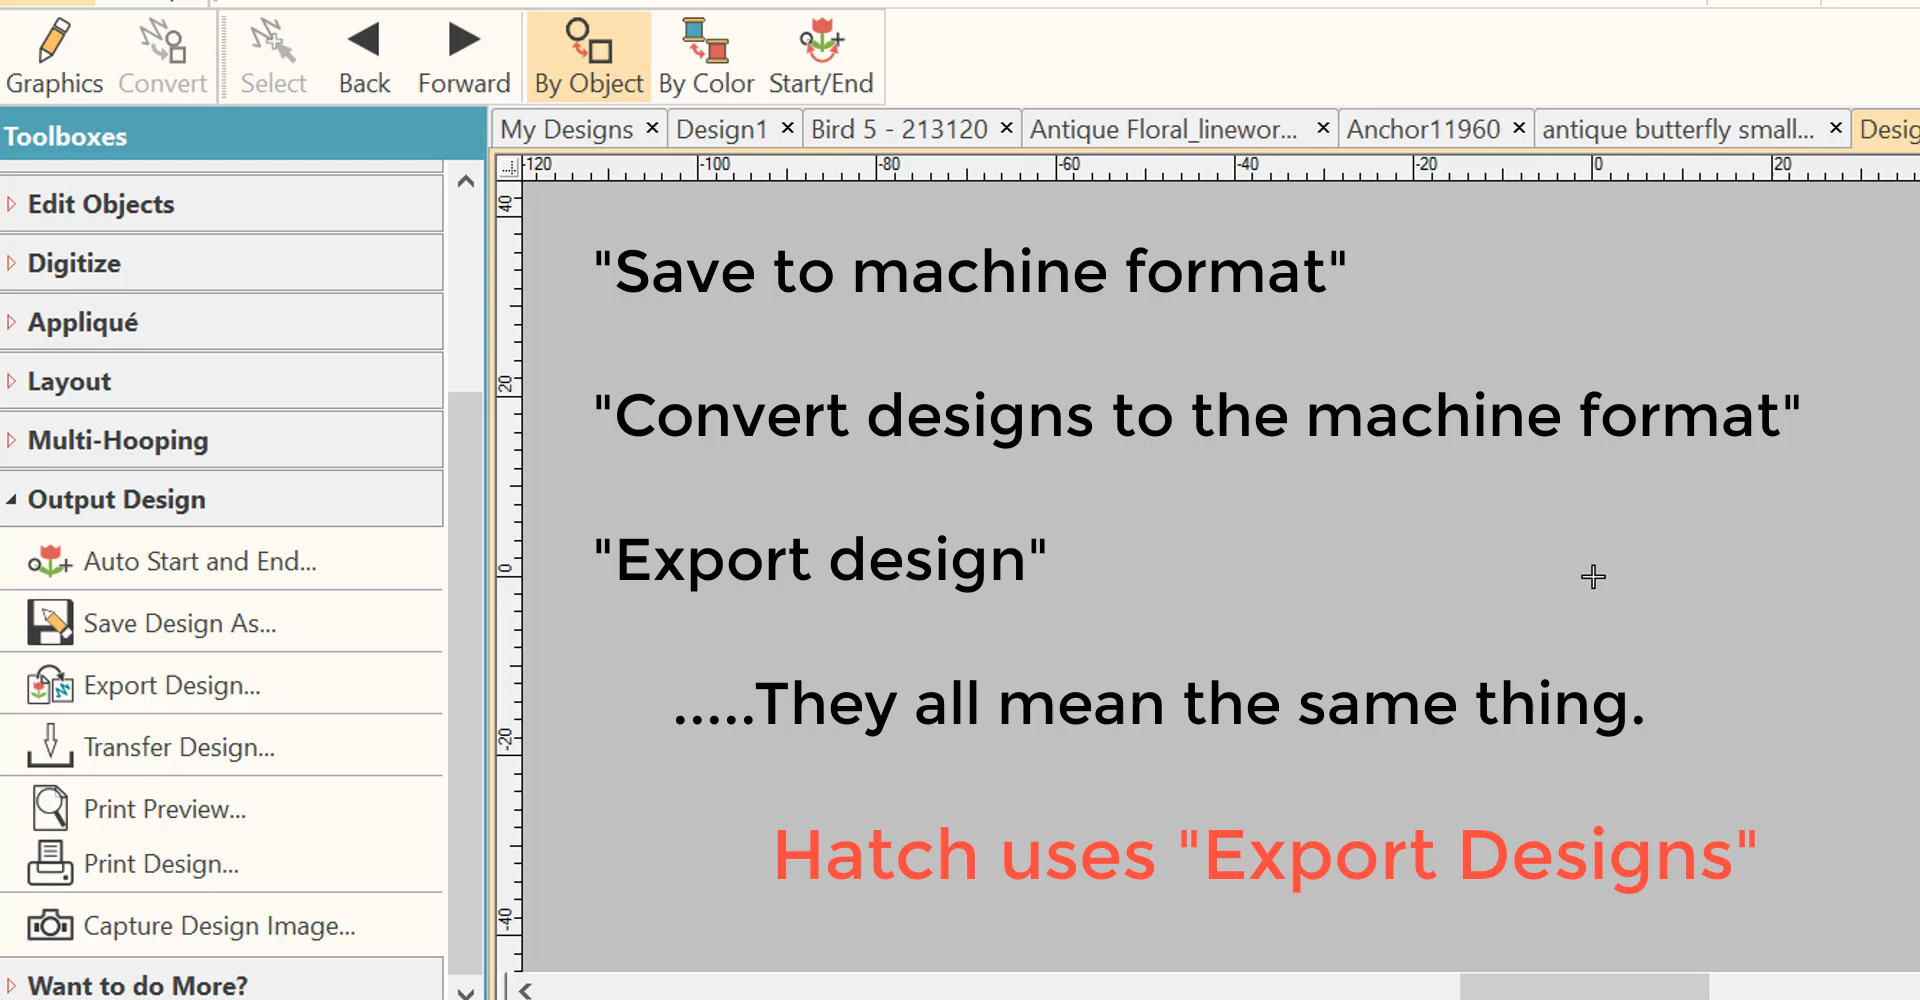 Graphics Convert Select Back Forward By Object By Color Start/End
Toolboxes
My Designs × Design1 × Bird 5 - 213120 × Antique Floral_linewor... × Anchor11960 × antique butterfly small... × Desig
-120 -100 -80 -60 -40 -20 0 20
40
20
0
-20
-40
Edit Objects
Digitize
Appliqué
Layout
Multi-Hooping
Output Design
Auto Start and End...
Save Design As...
Export Design...
Transfer Design...
Print Preview...
Print Design...
Capture Design Image...
Want to do More?
"Save to machine format"
"Convert designs to the machine format"
"Export design"
.....They all mean the same thing.
Hatch uses "Export Designs"